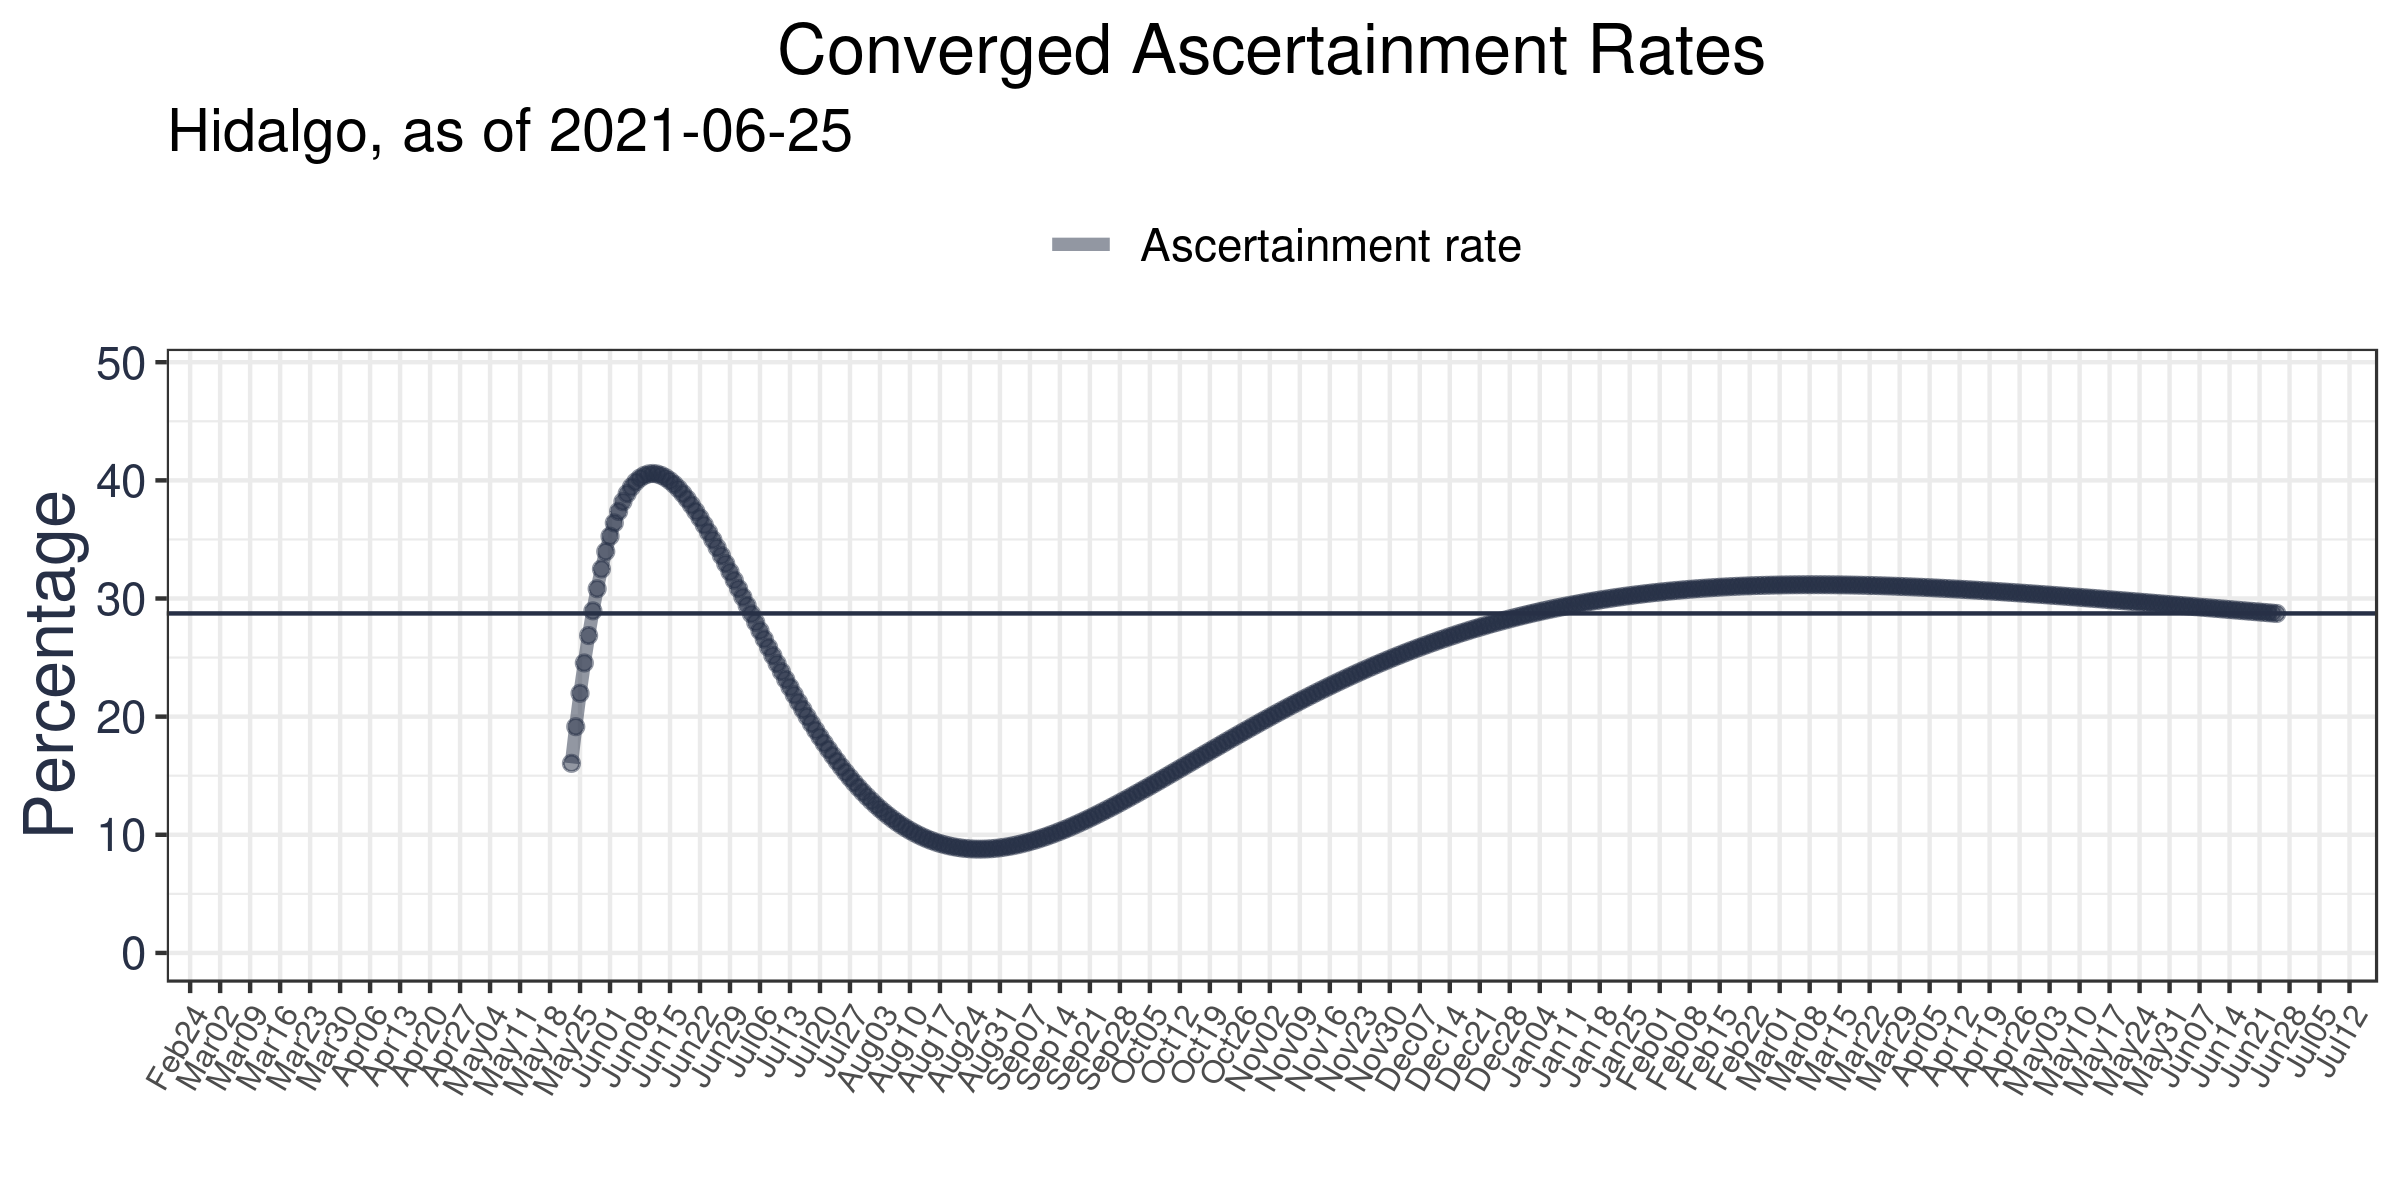 Converged Ascertainment Rates
Hidalgo, as of 2021-06-25
Ascertainment rate
Percentage
50
40
30
20
10
0
Feb24
Mar02
Mar09
Mar16
Mar23
Mar30
Apr06
Apr13
Apr20
Apr27
May04
May11
May18
May25
Jun01
Jun08
Jun15
Jun22
Jun29
Jul06
Jul13
Jul20
Jul27
Aug03
Aug10
Aug17
Aug24
Aug31
Sep07
Sep14
Sep21
Sep28
Oct05
Oct12
Oct19
Oct26
Nov02
Nov09
Nov16
Nov23
Nov30
Dec07
Dec14
Dec21
Dec28
Jan04
Jan11
Jan18
Jan25
Feb01
Feb08
Feb15
Feb22
Mar01
Mar08
Mar15
Mar22
Mar29
Apr05
Apr12
Apr19
Apr26
May03
May10
May17
May24
May31
Jun07
Jun14
Jun21
Jun28
Jul05
Jul12